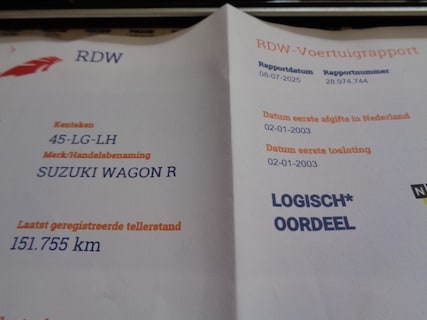 RDW
Kenteken
45-LG-LH
Merk/Handelsbenaming
SUZUKI WAGON R
Laatst geregistreerde tellerstand
151.755 km
RDW-Voertuigrapport
Rapportdatum Rapportnummer
08-07-2025 28.974.744
Datum eerste afgifte in Nederland
02-01-2003
Datum eerste toelating
02-01-2003
LOGISCH*
OORDEEL